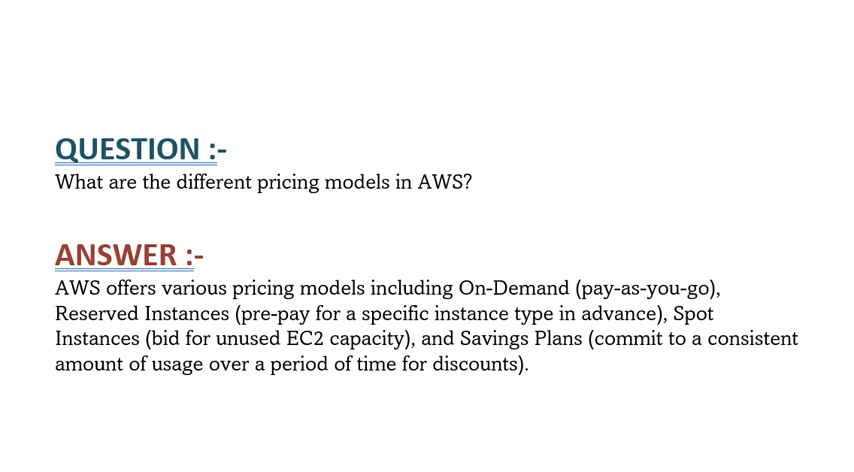 QUESTION :-
What are the different pricing models in AWS?
ANSWER :-
AWS offers various pricing models including On-Demand (pay-as-you-go),
Reserved Instances (pre-pay for a specific instance type in advance), Spot
Instances (bid for unused EC2 capacity), and Savings Plans (commit to a consistent
amount of usage over a period of time for discounts).